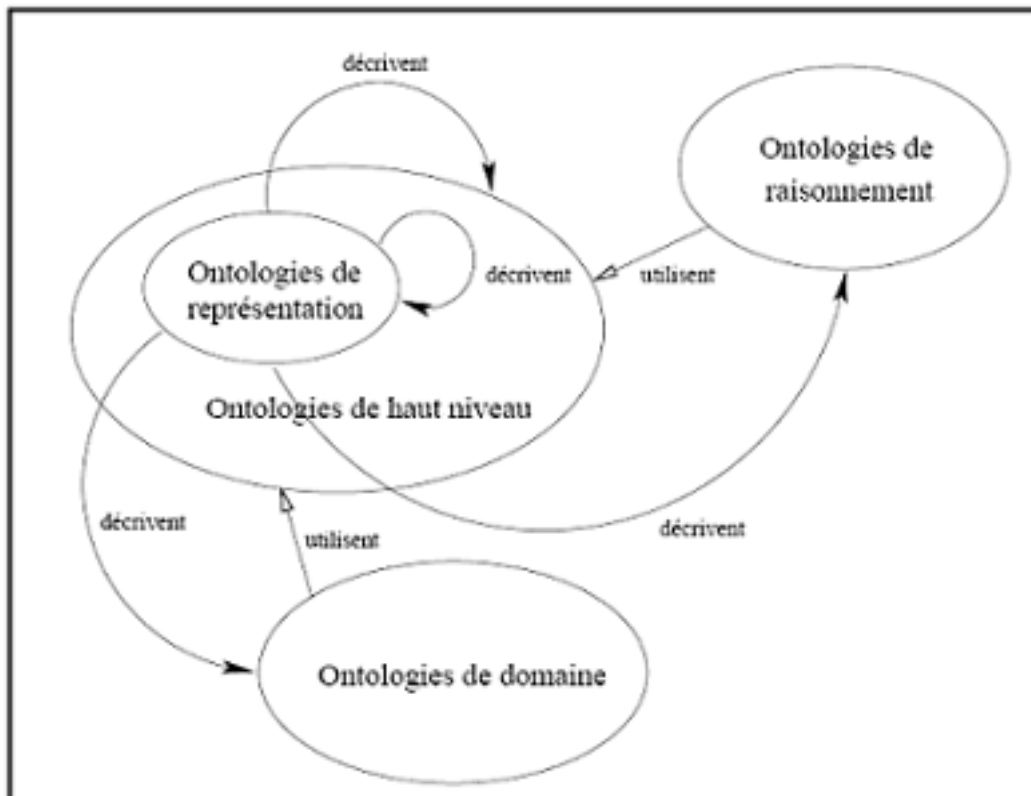 décrivent
Ontologies de
raisonnement
Ontologies de
représentation
décrivent
utilisent
Ontologies de haut niveau
décrivent
utilisent
décrivent
Ontologies de domaine